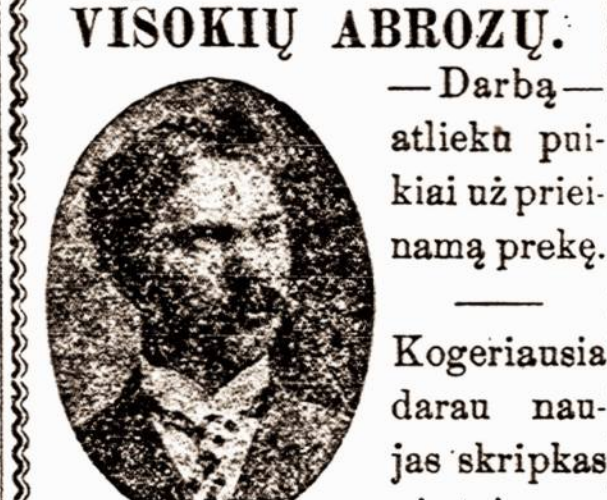 VISOKIŲ ABROZŲ.
— Darbą —
atlieku pui-
kiai už priei-
namą prekę.
Kogeriausia
darau nau-
jas skripkas